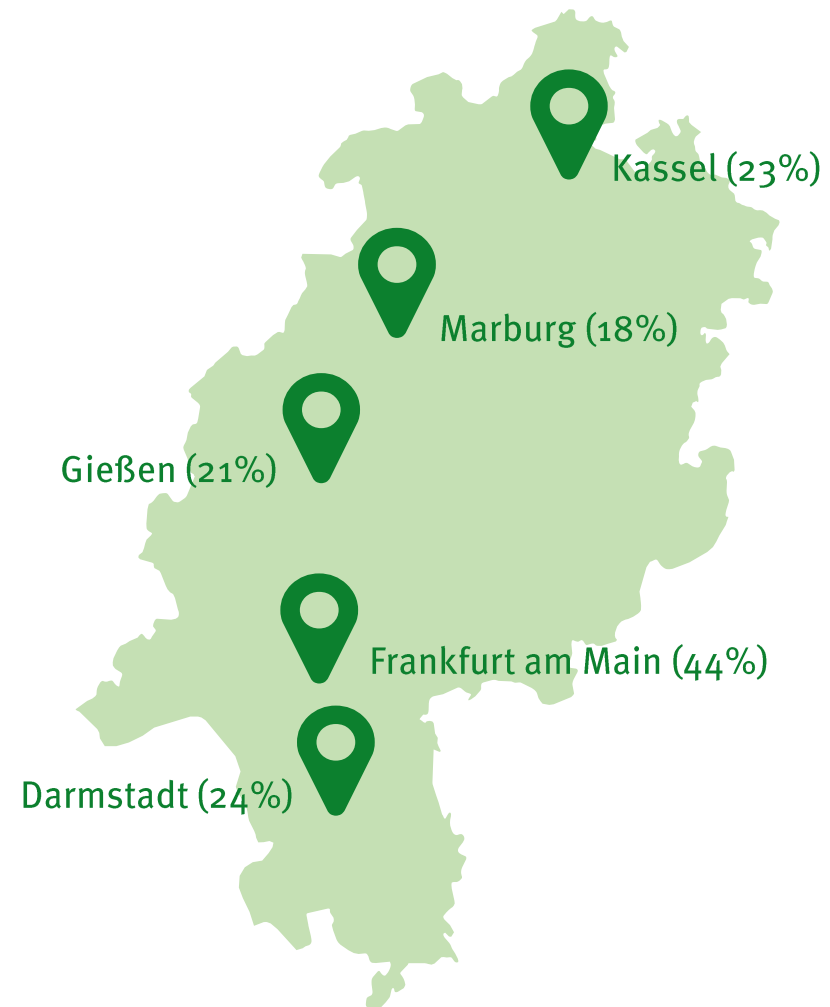 Kassel (23%)
Marburg (18%)
Gießen (21%)
Frankfurt am Main (44%)
Darmstadt (24%)